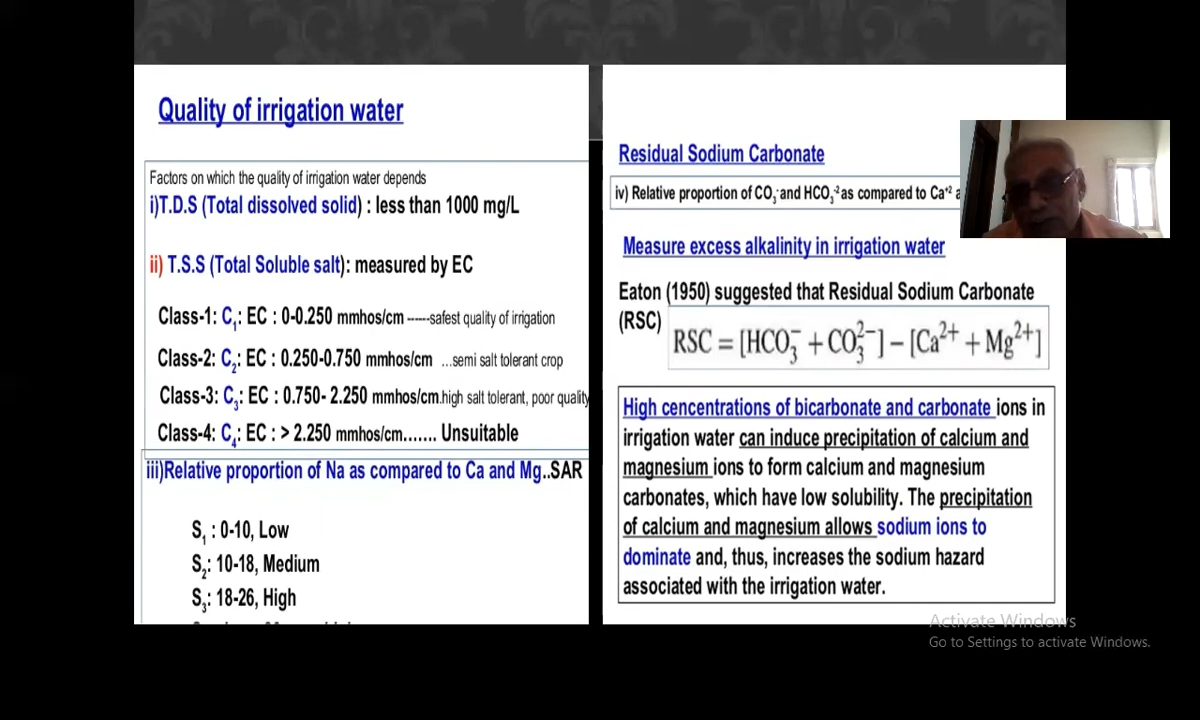 Quality of irrigation water
Factors on which the quality of irrigation water depends
i)T.D.S (Total dissolved solid) : less than 1000 mg/L
ii) T.S.S (Total Soluble salt): measured by EC
Class-1: C₁: EC : 0-0.250 mmhos/cm -----safest quality of irrigation
Class-2: C₂: EC : 0.250-0.750 mmhos/cm ...semi salt tolerant crop
Class-3: C₃: EC : 0.750- 2.250 mmhos/cm.high salt tolerant, poor quality
Class-4: C₄: EC : > 2.250 mmhos/cm....... Unsuitable
iii)Relative proportion of Na as compared to Ca and Mg..SAR
S₁ : 0-10, Low
S₂: 10-18, Medium
S₃: 18-26, High
Residual Sodium Carbonate
iv) Relative proportion of CO₃⁻ and HCO₃⁻² as compared to Ca⁺²
Measure excess alkalinity in irrigation water
Eaton (1950) suggested that Residual Sodium Carbonate
(RSC)
RSC = [HCO₃⁻ + CO₃²⁻] − [Ca²⁺ + Mg²⁺]
High cencentrations of bicarbonate and carbonate ions in
irrigation water can induce precipitation of calcium and
magnesium ions to form calcium and magnesium
carbonates, which have low solubility. The precipitation
of calcium and magnesium allows sodium ions to
dominate and, thus, increases the sodium hazard
associated with the irrigation water.
Activate Windows
Go to Settings to activate Windows.